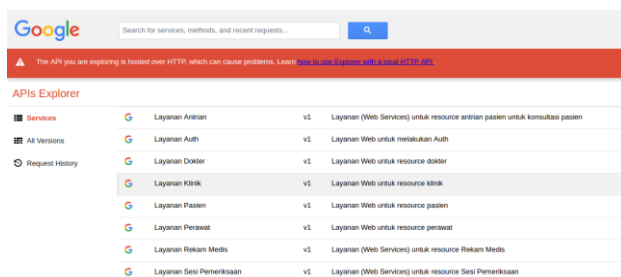 Google
Search for services, methods, and recent requests...
The API you are exploring is hosted over HTTP, which can cause problems. Learn how to use Explorer with a local HTTP API.
APIs Explorer
Services
All Versions
Request History
Layanan Antrian v1 Layanan (Web Services) untuk resource antrian pasien untuk konsultasi pasien
Layanan Auth v1 Layanan Web untuk melakukan Auth
Layanan Dokter v1 Layanan Web untuk resource dokter
Layanan Klinik v1 Layanan Web untuk resource klinik
Layanan Pasien v1 Layanan Web untuk resource pasien
Layanan Perawat v1 Layanan Web untuk resource perawat
Layanan Rekam Medis v1 Layanan (Web Services) untuk resource Rekam Medis
Layanan Sesi Pemeriksaan v1 Layanan (Web Services) untuk resource Sesi Pemeriksaan